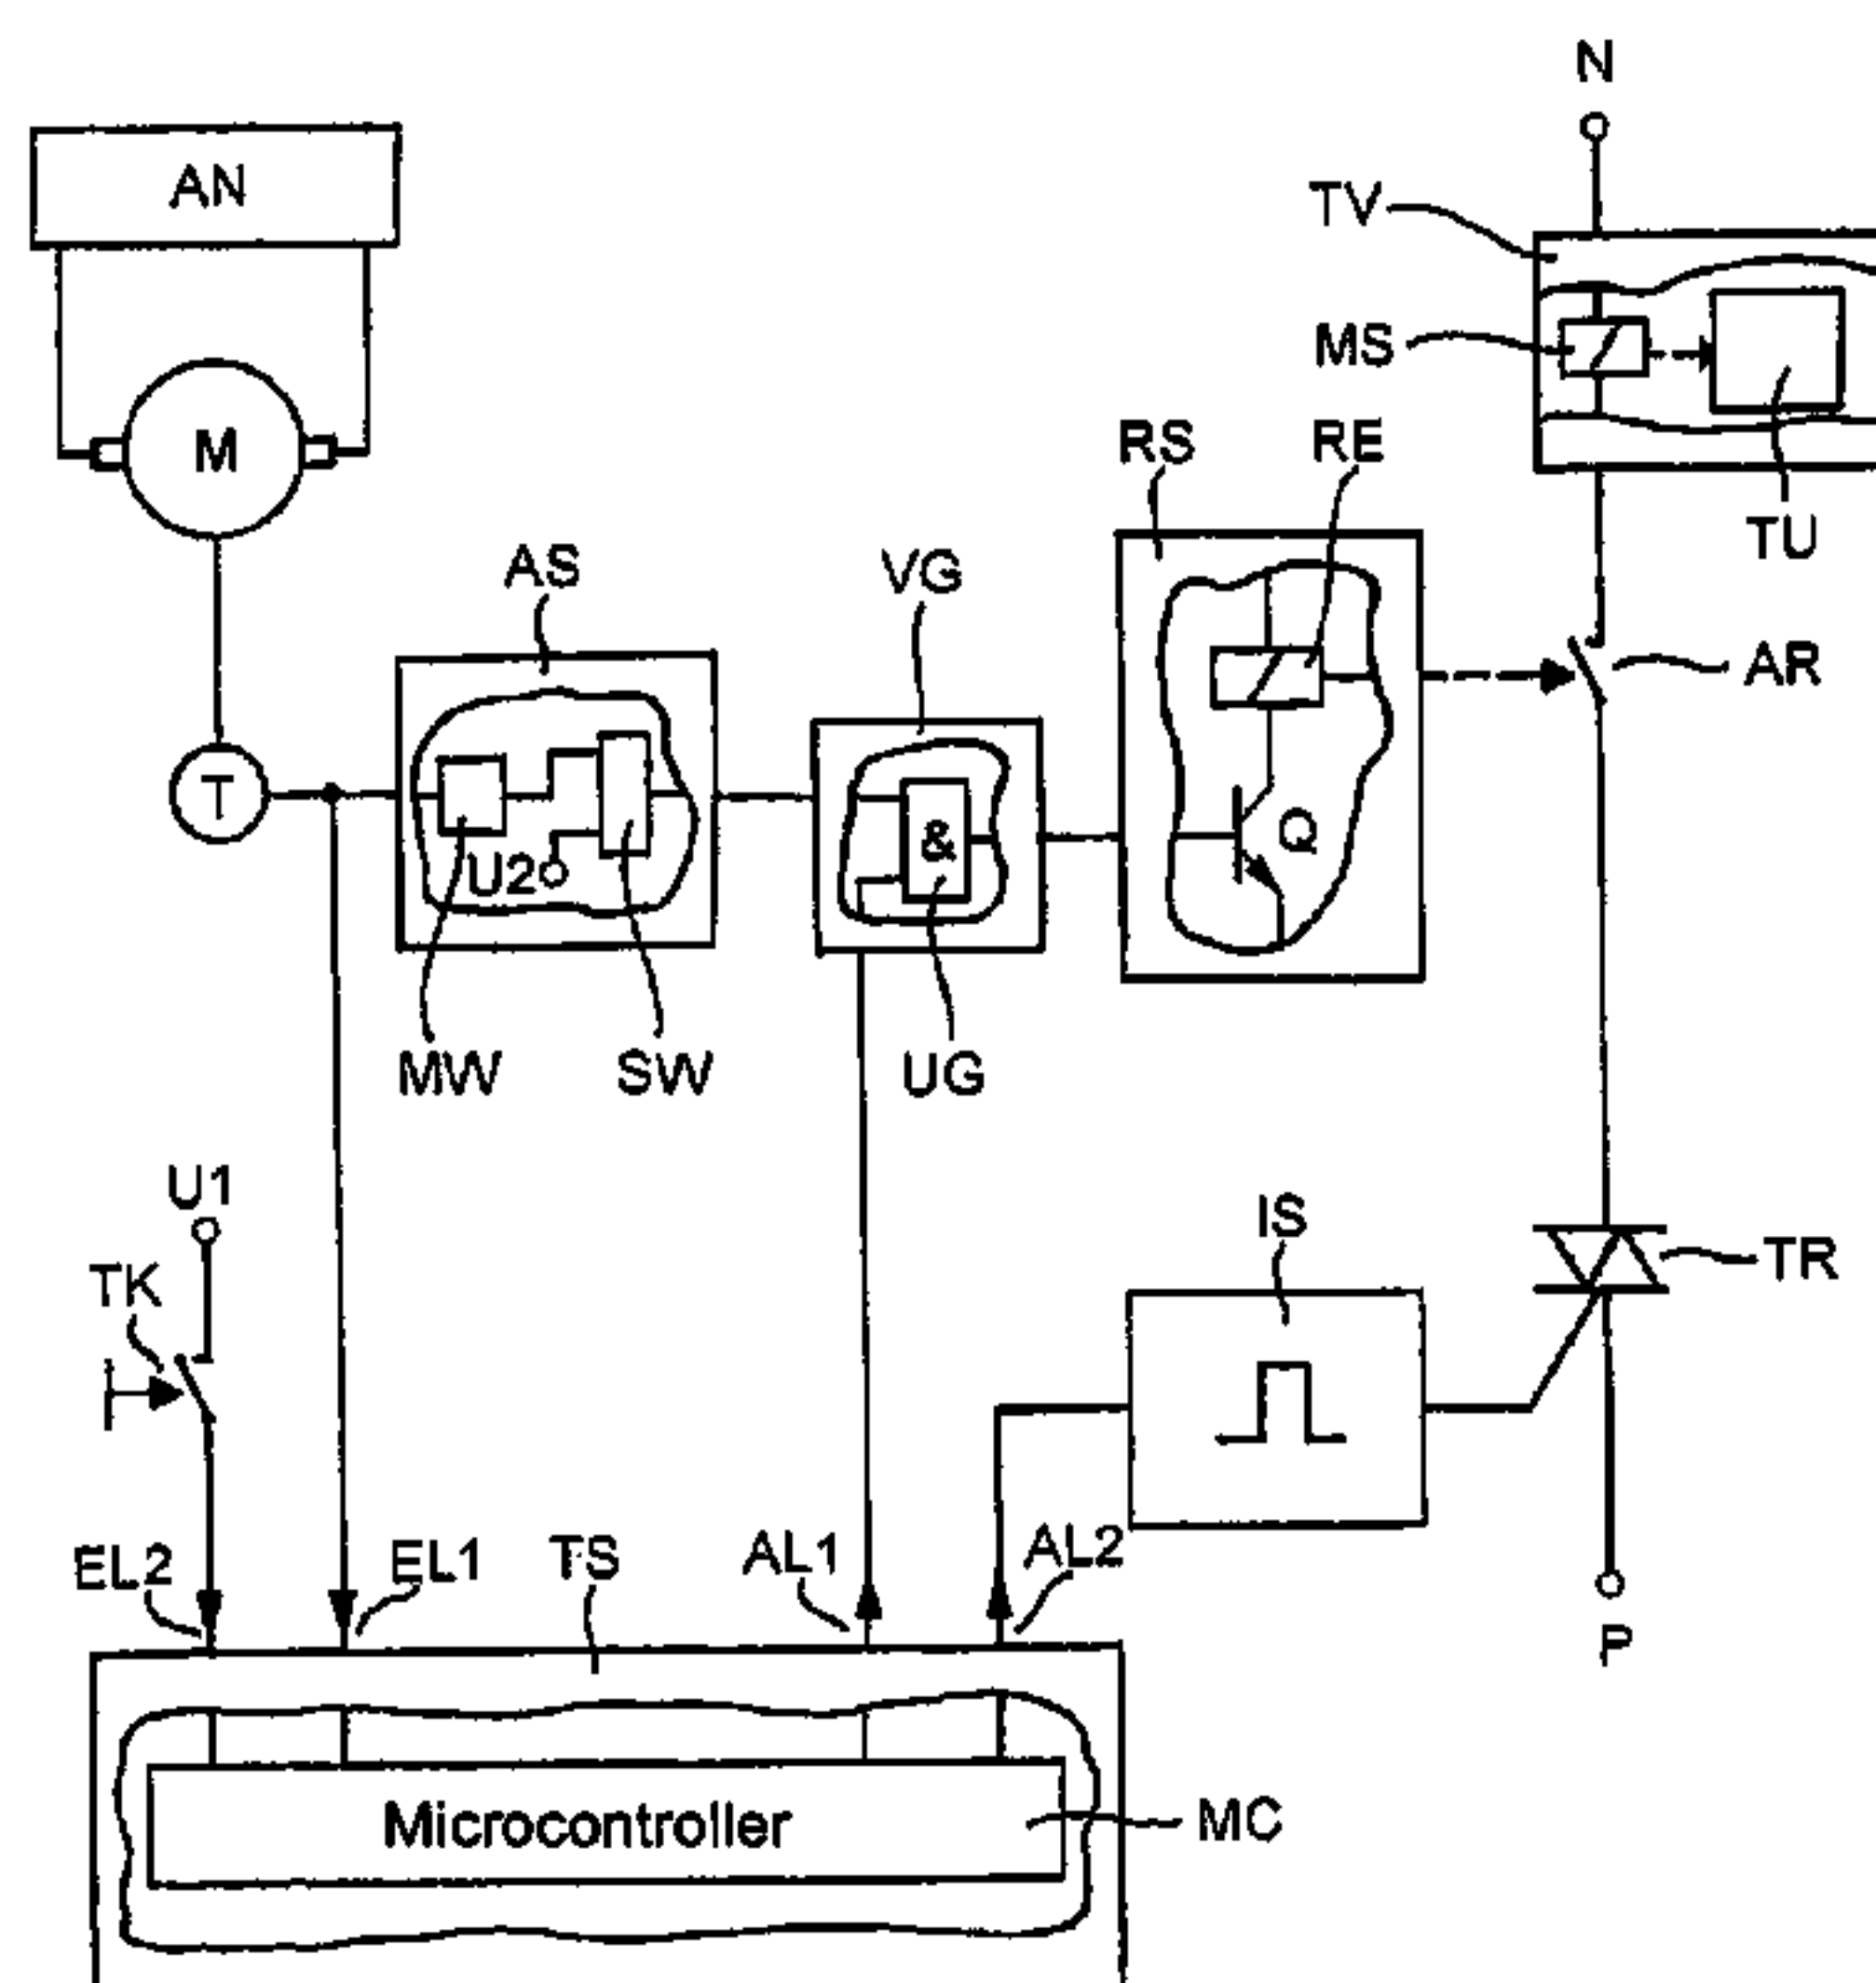 N
AN
TV
MS
M
RS
RE
TU
AS
VG
AR
T
&
Q
U2
MW
SW
UG
U1
IS
TK
TR
EL2
EL1
TS
AL1
AL2
P
Microcontroller
MC